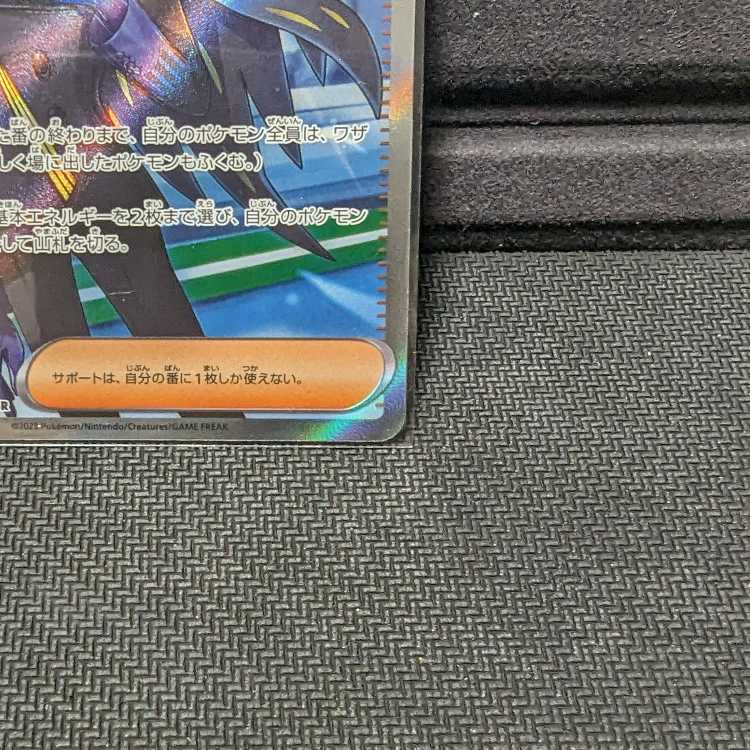 た番の終わりまで、自分のポケモン全員は、ワザ
しく場に出したポケモンもふくむ。)
基本エネルギーを2枚まで選び、自分のポケモン
して山札を切る。
サポートは、自分の番に1枚しか使えない。
R
©2023 Pokémon/Nintendo/Creatures/GAME FREAK